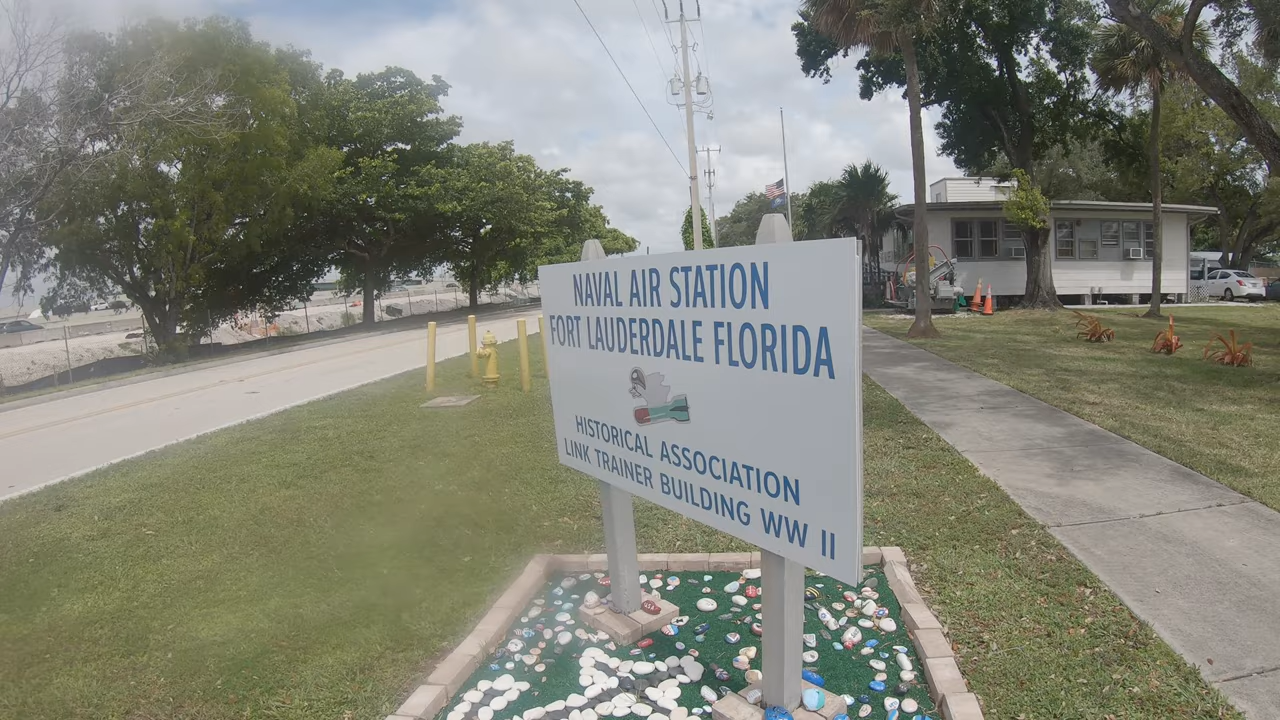 NAVAL AIR STATION
FORT LAUDERDALE FLORIDA
HISTORICAL ASSOCIATION
LINK TRAINER BUILDING WW II